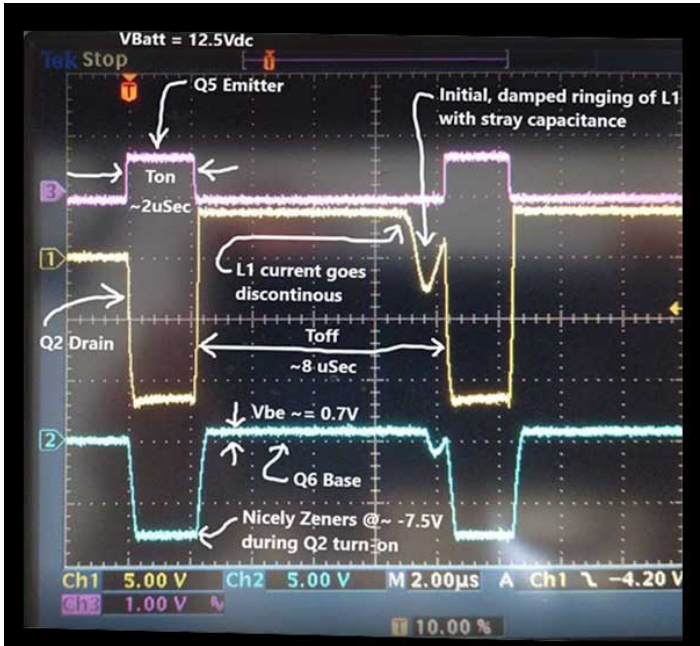 VBatt = 12.5Vdc
Tek Stop
T
Q5 Emitter
Initial, damped ringing of L1
with stray capacitance
Ton
~2uSec
3
1
L1 current goes
discontinous
Q2 Drain
Toff
~8 uSec
Vbe ~= 0.7V
2
Q6 Base
Nicely Zeners @~ -7.5V
during Q2 turn-on
Ch1 5.00 V Ch2 5.00 V M 2.00µs A Ch1 -4.20 V
Ch3 1.00 V
T 10.00 %